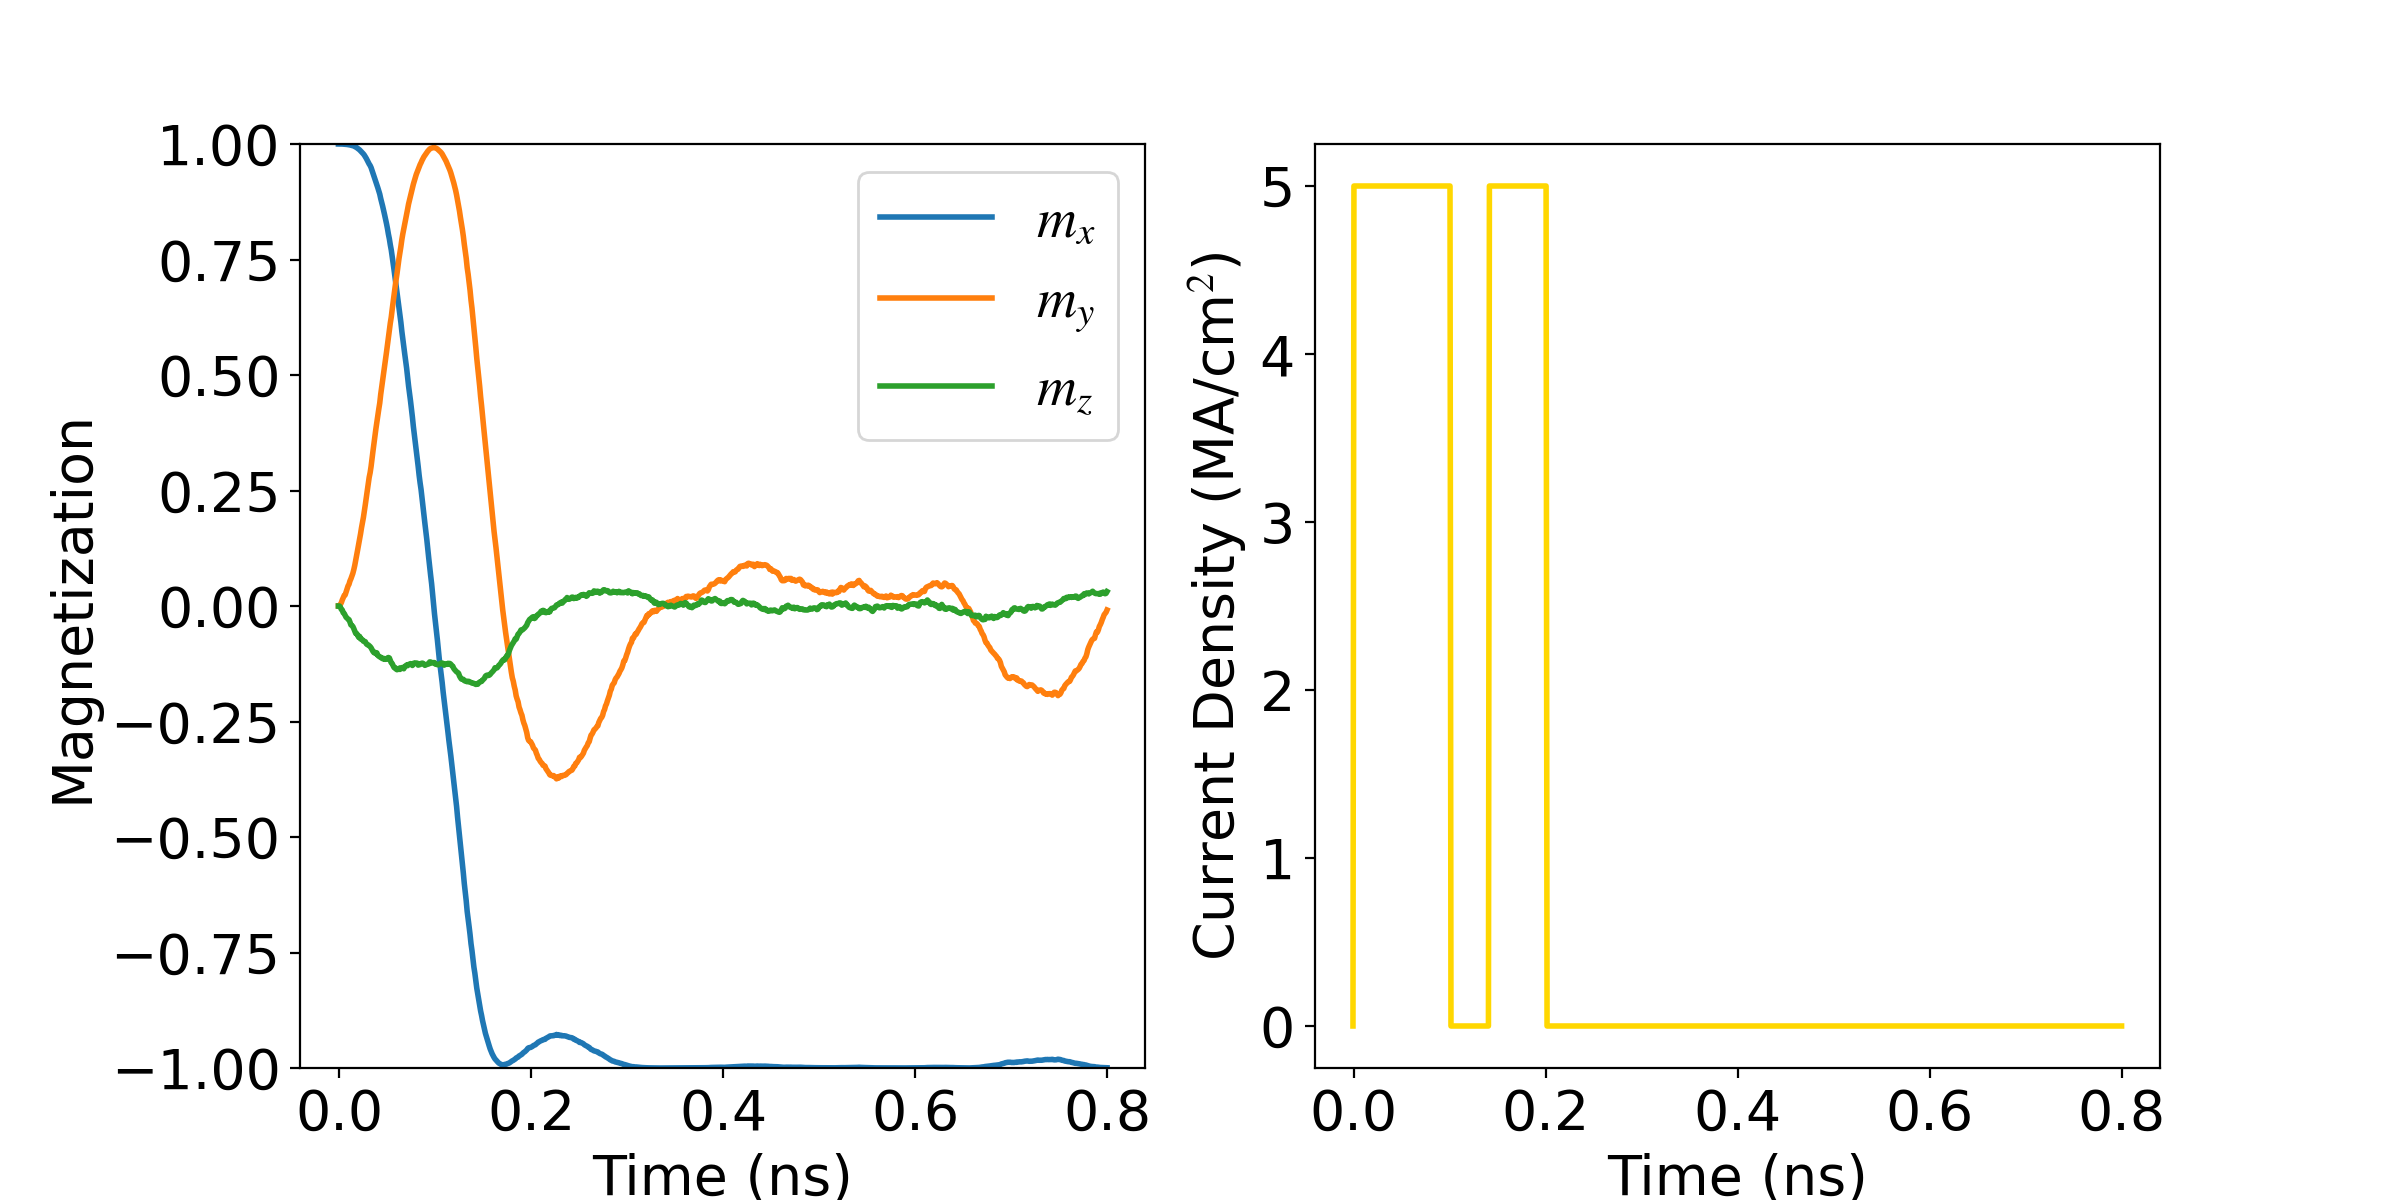 1.00
0.75
0.50
0.25
0.00
−0.25
−0.50
−0.75
−1.00
Magnetization
0.0 0.2 0.4 0.6 0.8
Time (ns)
m_x
m_y
m_z
5
4
3
2
1
0
Current Density (MA/cm²)
0.0 0.2 0.4 0.6 0.8
Time (ns)